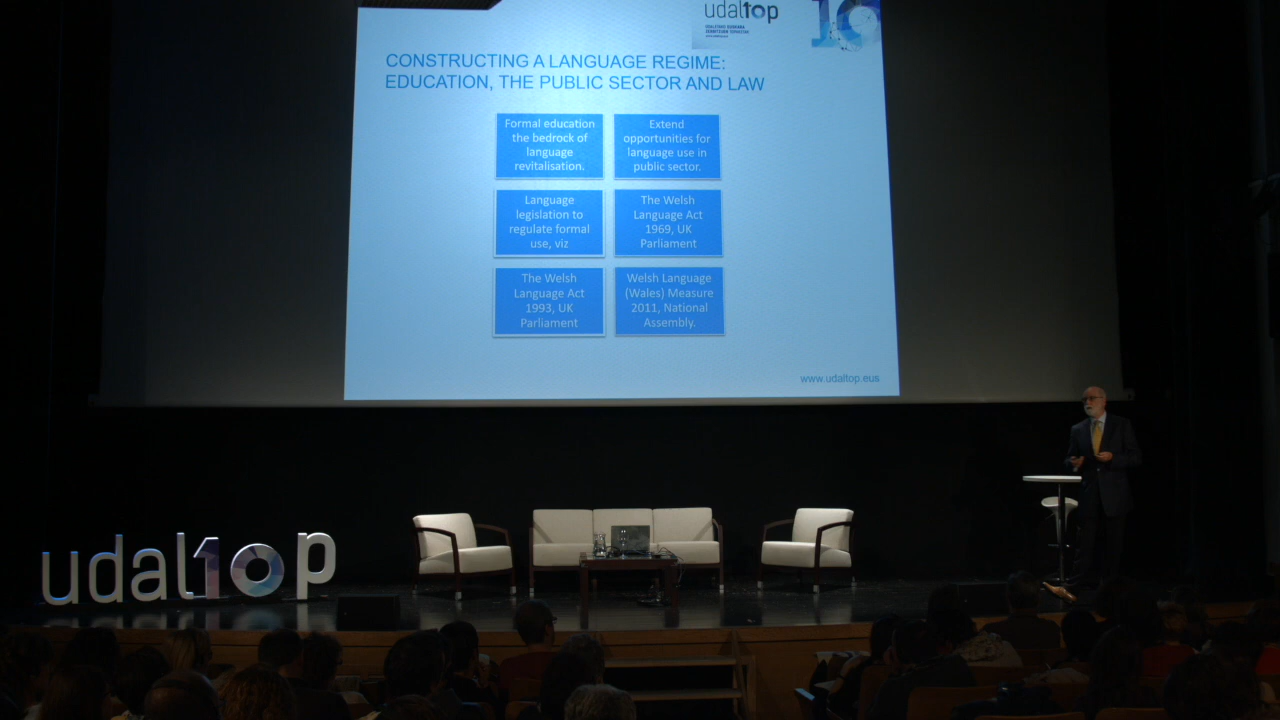 udaltop
10
CONSTRUCTING A LANGUAGE REGIME:
EDUCATION, THE PUBLIC SECTOR AND LAW
Formal education
the bedrock of
language
revitalisation.
Extend
opportunities for
language use in
public sector.
Language
legislation to
regulate formal
use, viz
The Welsh
Language Act
1969, UK
Parliament
The Welsh
Language Act
1993, UK
Parliament
Welsh Language
(Wales) Measure
2011, National
Assembly.
www.udaltop.eus
udal10p